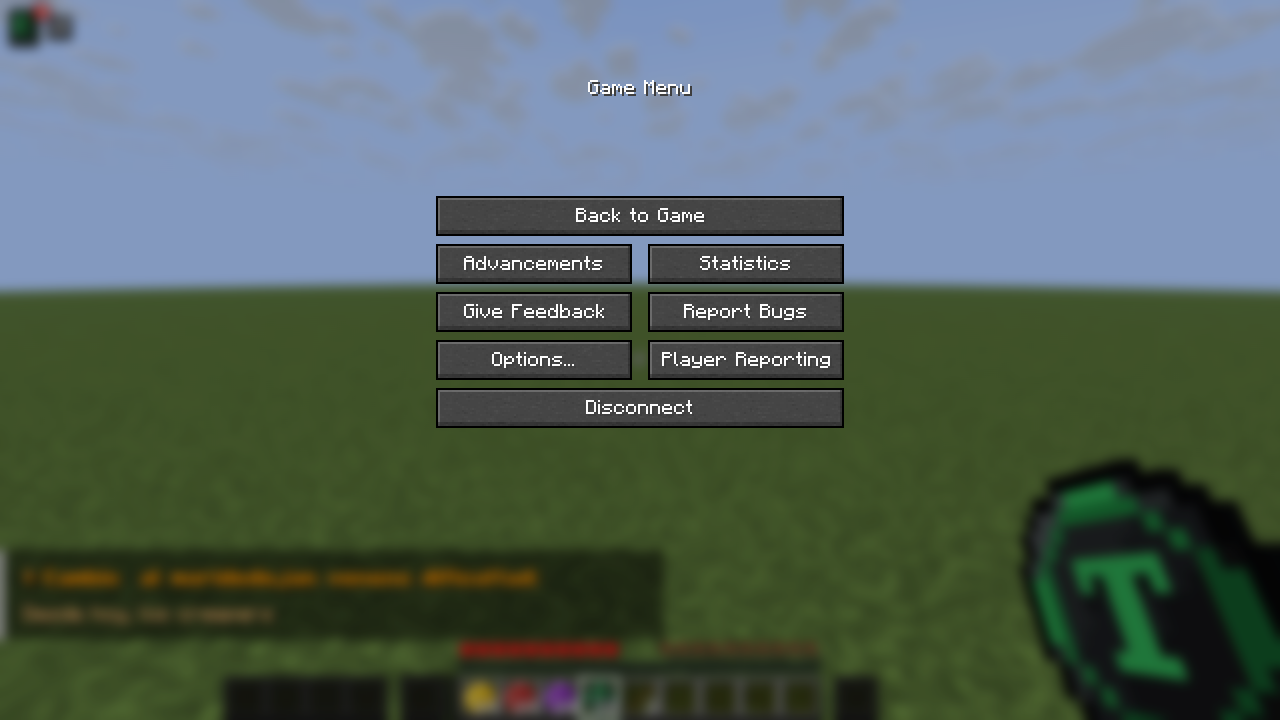 Game Menu
Back to Game
Advancements
Statistics
Give Feedback
Report Bugs
Options...
Player Reporting
Disconnect
T